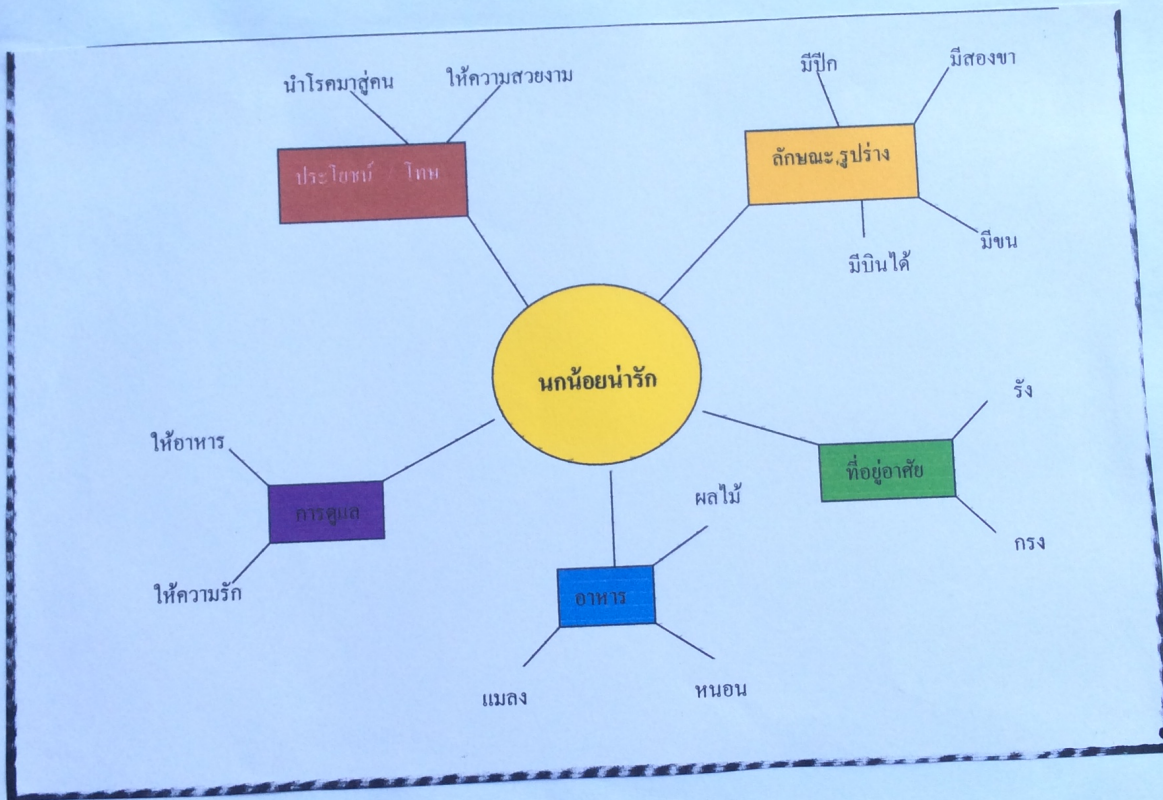 นำโรคมาสู่คน
ให้ความสวยงาม
มีปีก
มีสองขา
ประโยชน์ / โทษ
ลักษณะ,รูปร่าง
มีบินได้
มีขน
นกน้อยน่ารัก
รัง
ที่อยู่อาศัย
กรง
ให้อาหาร
การดูแล
ให้ความรัก
ผลไม้
อาหาร
แมลง
หนอน